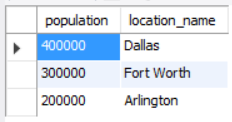 population location_name
400000 Dallas
300000 Fort Worth
200000 Arlington